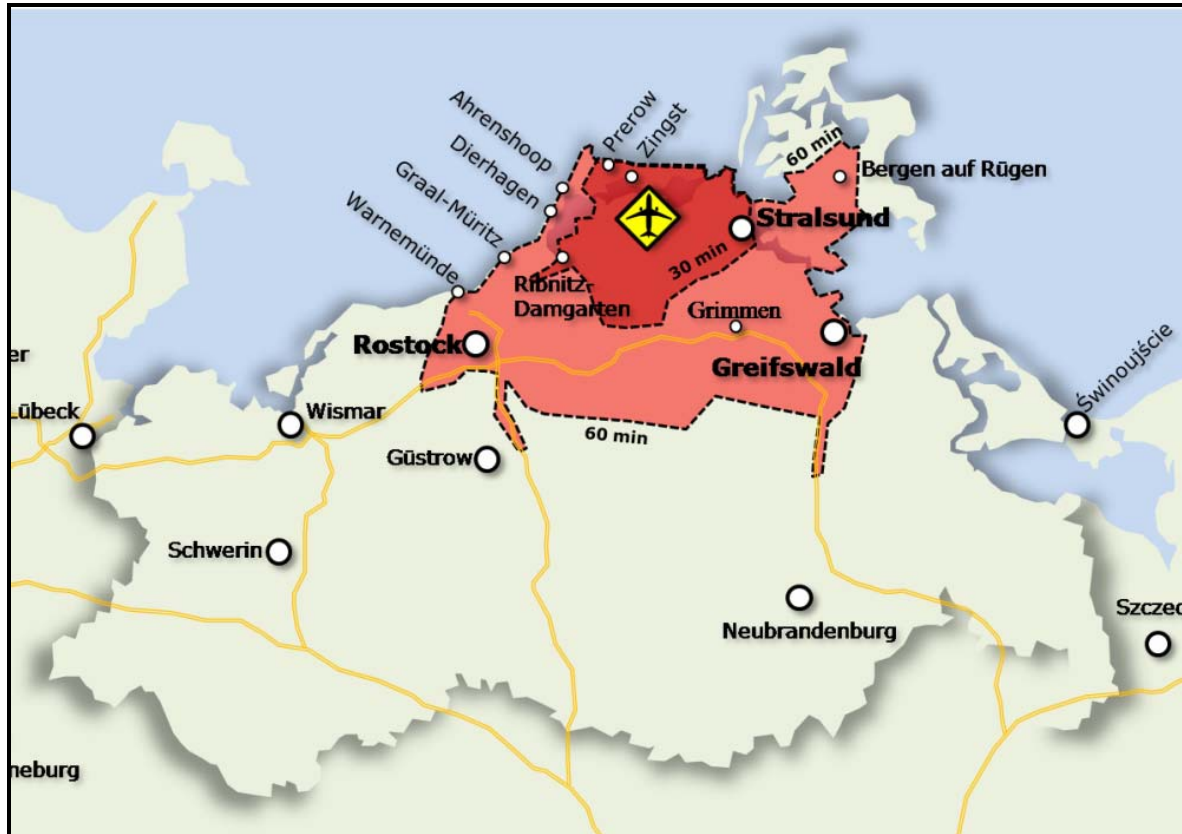 Ahrenshoop
Prerow
Zingst
Dierhagen
Graal-Müritz
Warnemünde
60 min
Bergen auf Rügen
Stralsund
30 min
Ribnitz-
Damgarten
Grimmen
Rostock
Greifswald
er
Lübeck
Wismar
60 min
Świnoujście
Güstrow
Schwerin
Neubrandenburg
Szczec
neburg